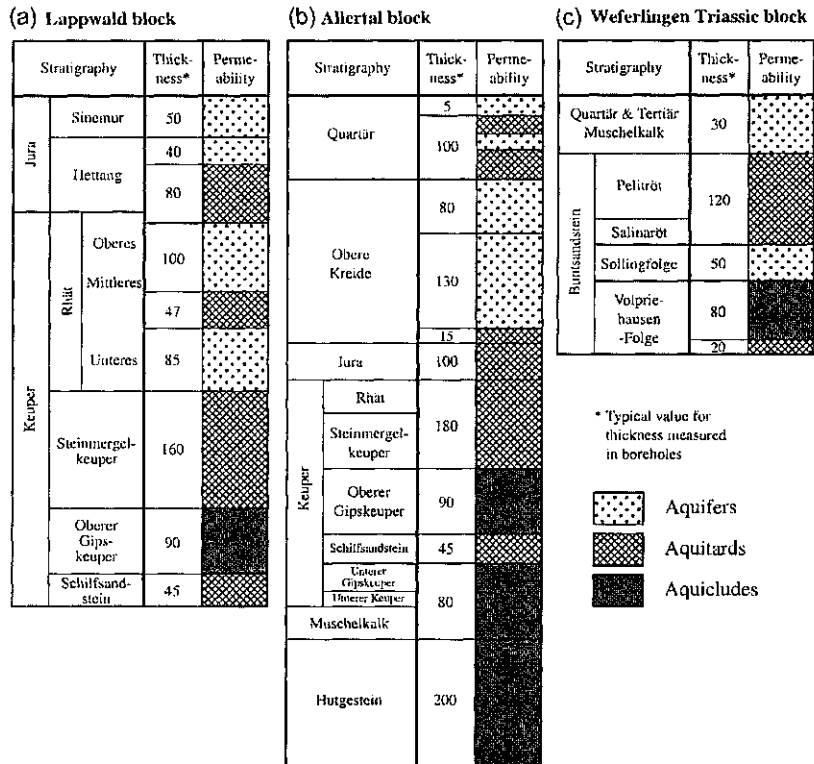 (a) Lappwald block
Stratigraphy
Thick-
ness*
Perme-
ability
Jura
Sinemur
50
Hettang
40
80
Keuper
Rhät
Oberes
100
Mittleres
47
Unteres
85
Steinmergel-
keuper
160
Oberer
Gips-
keuper
90
Schilfsand-
stein
45
(b) Allertal block
Stratigraphy
Thick-
ness*
Perme-
ability
Quartär
5
100
Obere
Kreide
80
130
15
Jura
100
Keuper
Rhät
Steinmergel-
keuper
180
Oberer
Gipskeuper
90
Schilfsandstein
45
Unterer
Gipskeuper
Unterer Keuper
80
Muschelkalk
Hutgestein
200
(c) Weferlingen Triassic block
Stratigraphy
Thick-
ness*
Perme-
ability
Quartär & Tertiär
Muschelkalk
30
Buntsandstein
Pelitröt
120
Salinaröt
Sollingfolge
50
Volprie-
hausen
-Folge
80
20
* Typical value for
thickness measured
in boreholes
Aquifers
Aquitards
Aquicludes